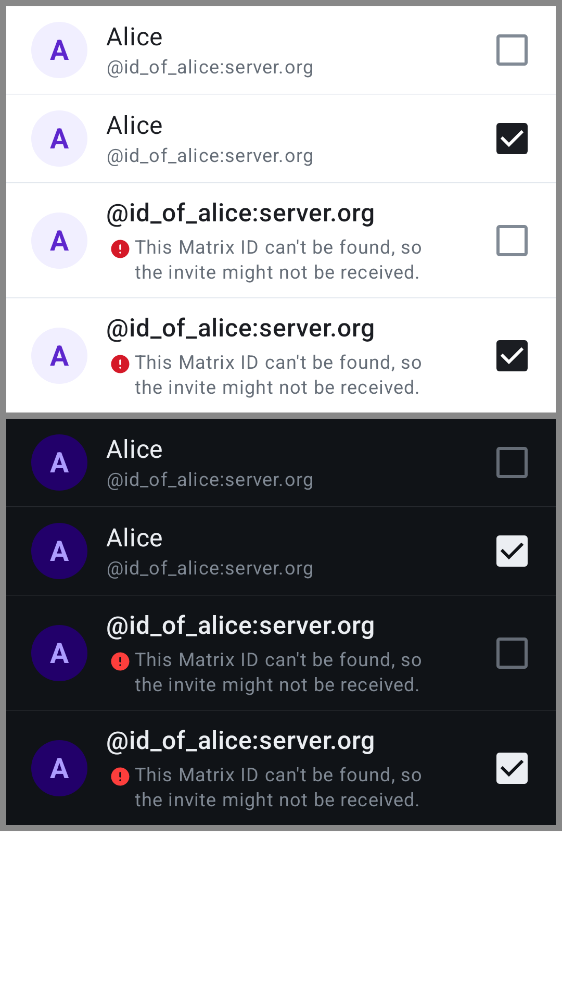 A
Alice
@id_of_alice:server.org
A
Alice
@id_of_alice:server.org
A
@id_of_alice:server.org
This Matrix ID can't be found, so
the invite might not be received.
A
@id_of_alice:server.org
This Matrix ID can't be found, so
the invite might not be received.
A
Alice
@id_of_alice:server.org
A
Alice
@id_of_alice:server.org
A
@id_of_alice:server.org
This Matrix ID can't be found, so
the invite might not be received.
A
@id_of_alice:server.org
This Matrix ID can't be found, so
the invite might not be received.